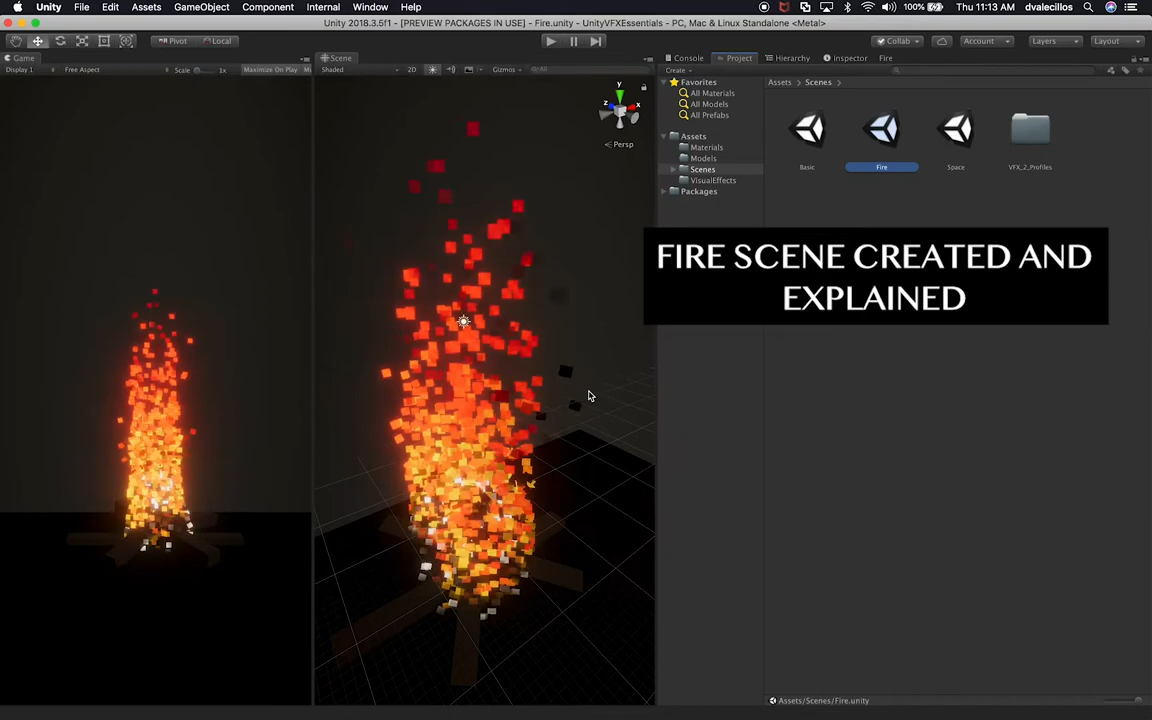 Unity File Edit Assets GameObject Component Internal Window Help 100% Thu 11:13 AM dvalecillos
Unity 2018.3.5f1 - [PREVIEW PACKAGES IN USE] - Fire.unity - UnityVFXEssentials - PC, Mac & Linux Standalone <Metal>
Pivot Local Collab Account Layers Layout
Game Scene Console Project Hierarchy Inspector Fire
Display 1 Free Aspect Scale 1x Maximize On Play Shaded 2D Gizmos All Create
Favorites
All Materials
All Models
All Prefabs
Assets
Materials
Models
Scenes
VisualEffects
Packages
Assets Scenes
Basic Fire Space VFX_2_Profiles
y
z x
Persp
FIRE SCENE CREATED AND
EXPLAINED
Assets/Scenes/Fire.unity